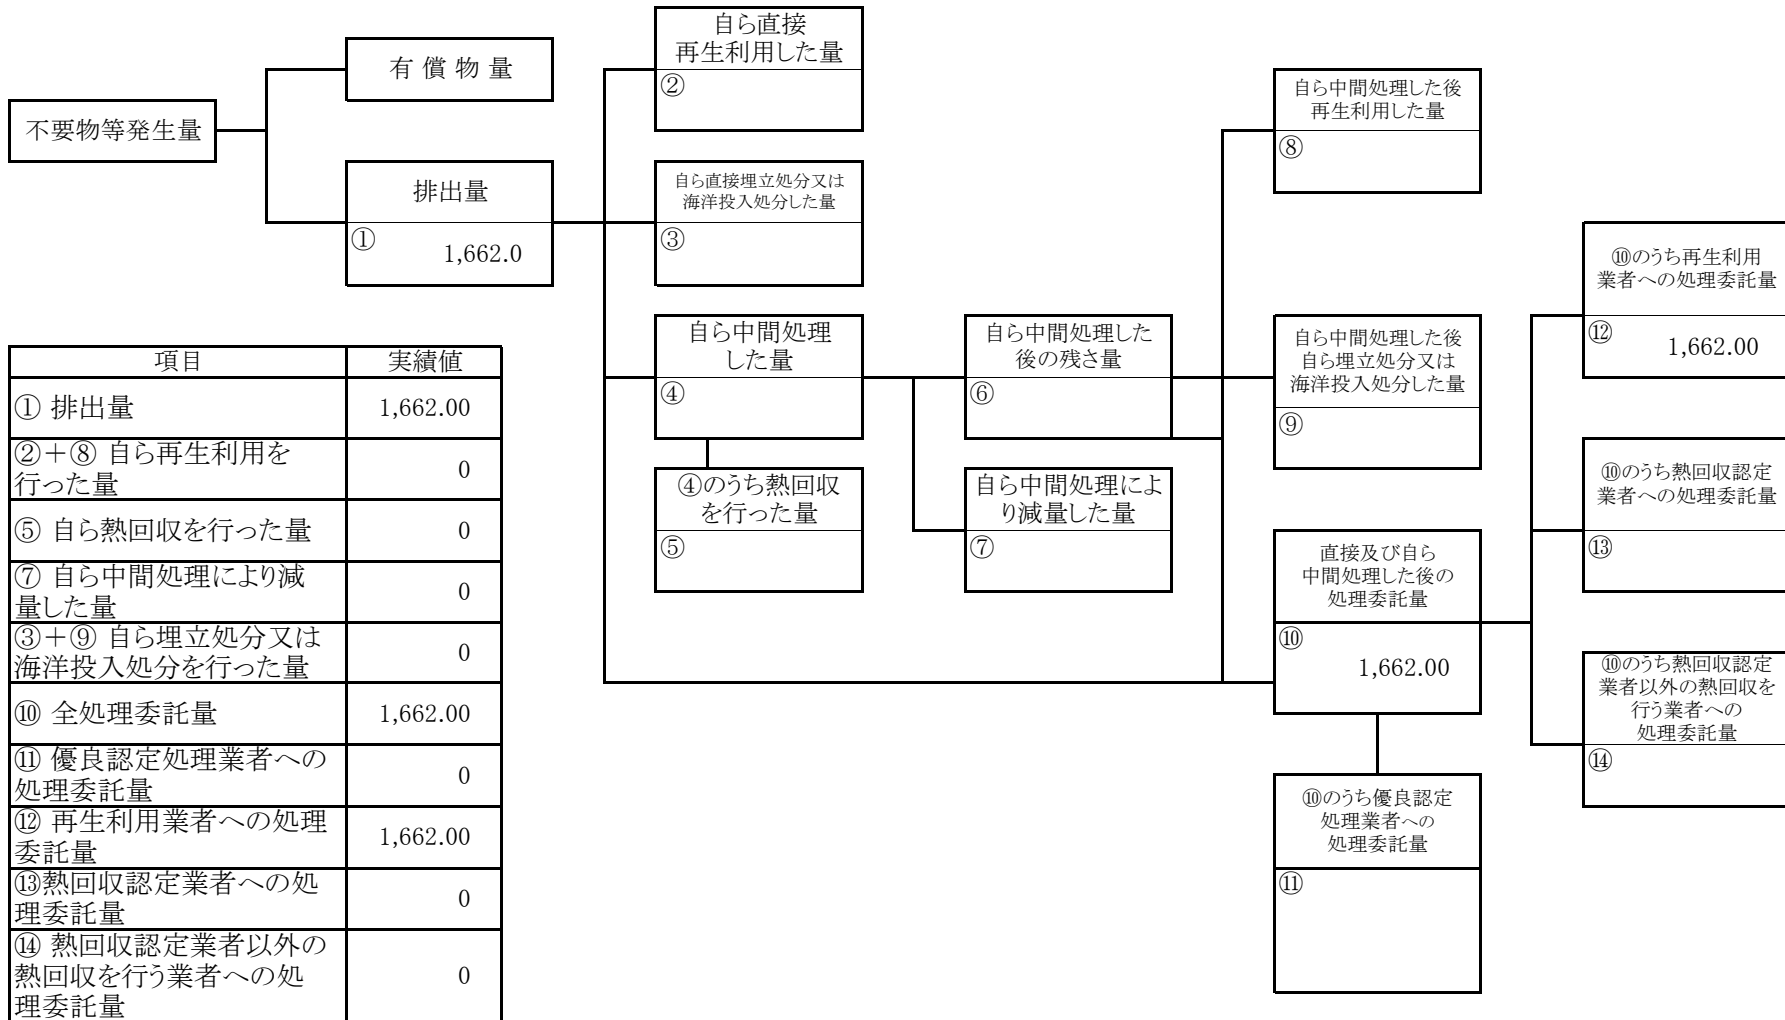 不要物等発生量
有 償 物 量
排出量
①
1,662.0
自ら直接
再生利用した量
②
自ら直接埋立処分又は
海洋投入処分した量
③
自ら中間処理
した量
④
④のうち熱回収
を行った量
⑤
自ら中間処理した
後の残さ量
⑥
自ら中間処理によ
り減量した量
⑦
自ら中間処理した後
再生利用した量
⑧
自ら中間処理した後
自ら埋立処分又は
海洋投入処分した量
⑨
直接及び自ら
中間処理した後の
処理委託量
⑩
1,662.00
⑩のうち優良認定
処理業者への
処理委託量
⑪
⑩のうち再生利用
業者への処理委託量
⑫
1,662.00
⑩のうち熱回収認定
業者への処理委託量
⑬
⑩のうち熱回収認定
業者以外の熱回収を
行う業者への
処理委託量
⑭
項目 実績値
① 排出量 1,662.00
②＋⑧ 自ら再生利用を
行った量 0
⑤ 自ら熱回収を行った量 0
⑦ 自ら中間処理により減
量した量 0
③＋⑨ 自ら埋立処分又は
海洋投入処分を行った量 0
⑩ 全処理委託量 1,662.00
⑪ 優良認定処理業者への
処理委託量 0
⑫ 再生利用業者への処理
委託量 1,662.00
⑬熱回収認定業者への処
理委託量 0
⑭ 熱回収認定業者以外の
熱回収を行う業者への処
理委託量 0